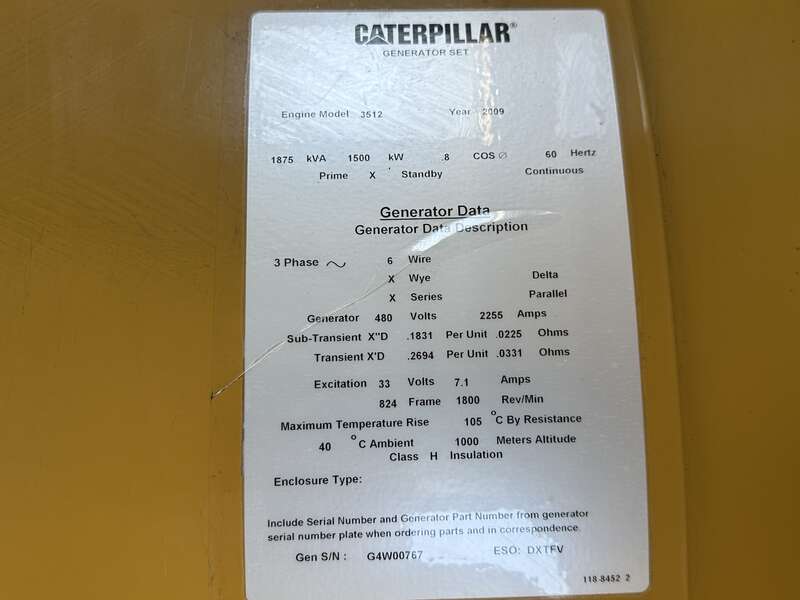 CATERPILLAR®
GENERATOR SET
Engine Model 3512 Year 2009
1875 kVA 1500 kW .8 COS ∅ 60 Hertz
Prime X Standby Continuous
Generator Data
Generator Data Description
3 Phase ~ 6 Wire
X Wye Delta
X Series Parallel
Generator 480 Volts 2255 Amps
Sub-Transient X"D .1831 Per Unit .0225 Ohms
Transient X'D .2694 Per Unit .0331 Ohms
Excitation 33 Volts 7.1 Amps
824 Frame 1800 Rev/Min
Maximum Temperature Rise 105 °C By Resistance
40 °C Ambient 1000 Meters Altitude
Class H Insulation
Enclosure Type:
Include Serial Number and Generator Part Number from generator
serial number plate when ordering parts and in correspondence.
Gen S/N : G4W00767 ESO: DXTFV
118-8452 2